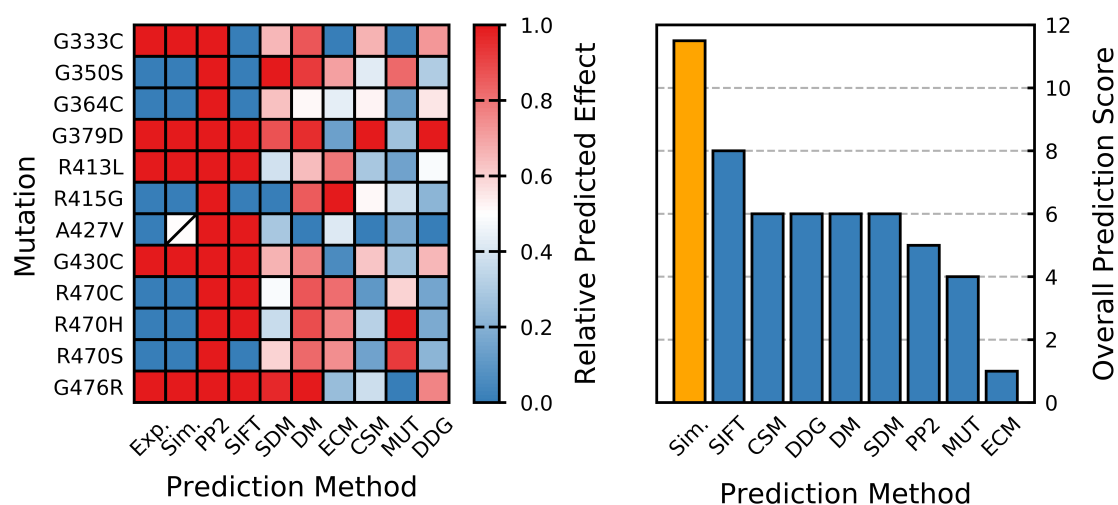 Mutation
G333C
G350S
G364C
G379D
R413L
R415G
A427V
G430C
R470C
R470H
R470S
G476R
Exp.
Sim.
PP2
SIFT
SDM
DM
ECM
CSM
MUT
DDG
Prediction Method
1.0
0.8
0.6
0.4
0.2
0.0
Relative Predicted Effect
Sim.
SIFT
CSM
DDG
DM
SDM
PP2
MUT
ECM
Prediction Method
12
10
8
6
4
2
0
Overall Prediction Score